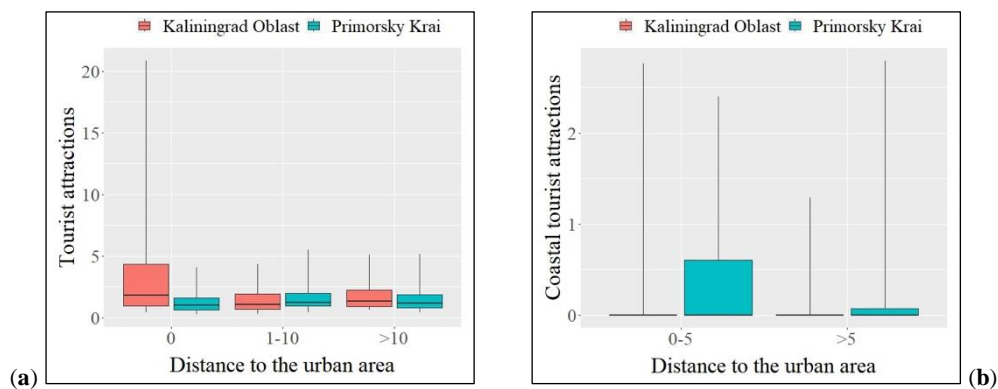 Kaliningrad Oblast Primorsky Krai
Tourist attractions
20
15
10
5
0
0 1-10 >10
Distance to the urban area
(a)
Kaliningrad Oblast Primorsky Krai
Coastal tourist attractions
2
1
0
0-5 >5
Distance to the urban area
(b)